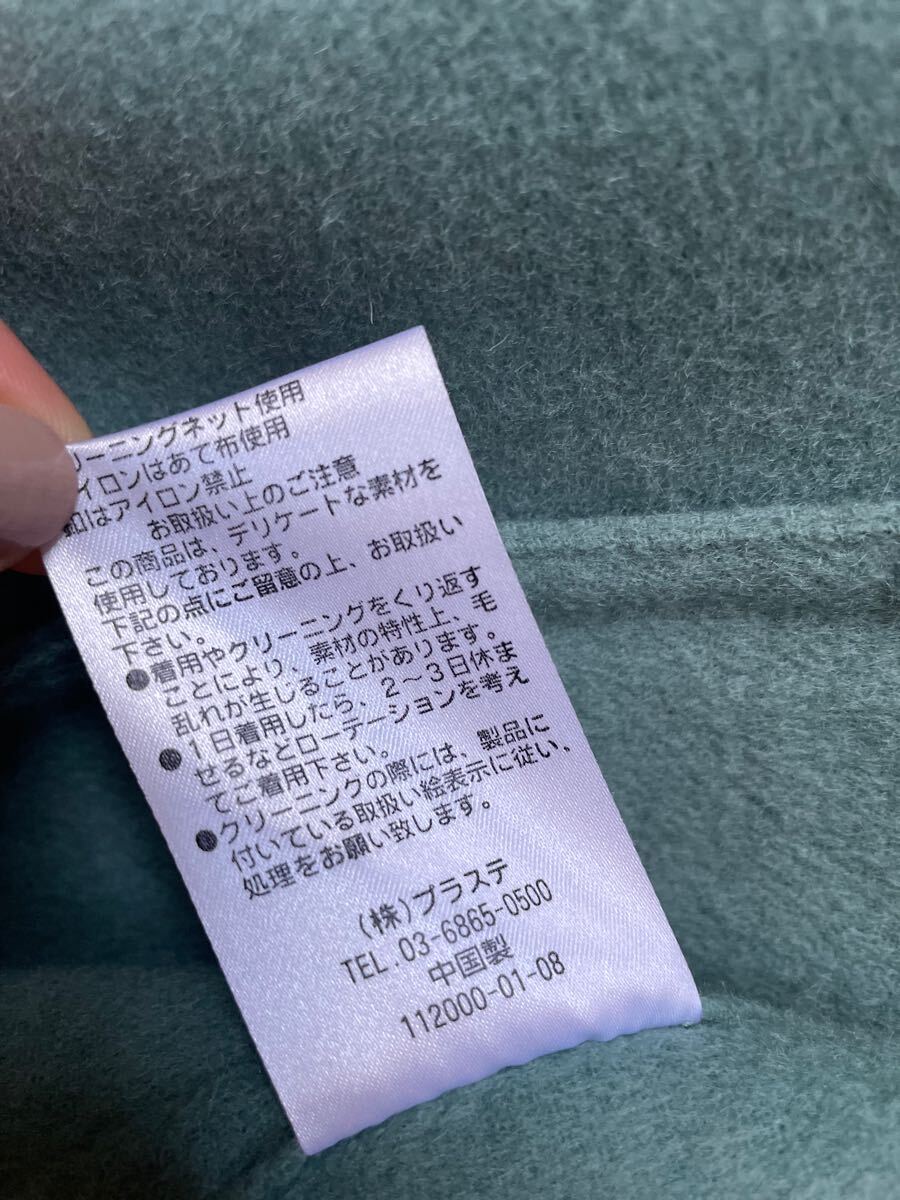 リーニングネット使用
イロンはあて布使用
釦はアイロン禁止
お取扱い上のご注意
この商品は、デリケートな素材を
使用しております。
下記の点にご留意の上、お取扱い
下さい。
●着用やクリーニングをくり返す
ことにより、素材の特性上、毛
乱れが生じることがあります。
●1日着用したら、2～3日休ま
せるなどローテーションを考え
てご着用下さい。
●クリーニングの際には、製品に
付いている取扱い絵表示に従い、
処理をお願い致します。
(株)プラステ
TEL.03-6865-0500
中国製
112000-01-08